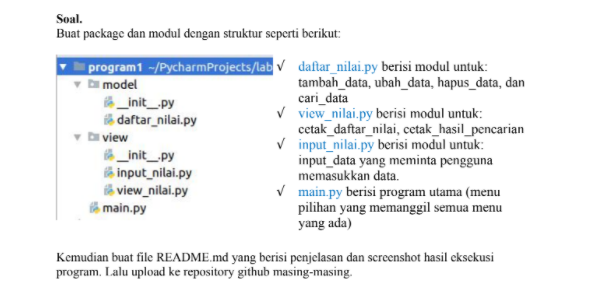 Soal.
Buat package dan modul dengan struktur seperti berikut:
program1 ~/PycharmProjects/lab
model
__init__.py
daftar_nilai.py
view
__init__.py
input_nilai.py
view_nilai.py
main.py
√ daftar_nilai.py berisi modul untuk:
tambah_data, ubah_data, hapus_data, dan
cari_data
√ view_nilai.py berisi modul untuk:
cetak_daftar_nilai, cetak_hasil_pencarian
√ input_nilai.py berisi modul untuk:
input_data yang meminta pengguna
memasukkan data.
√ main.py berisi program utama (menu
pilihan yang memanggil semua menu
yang ada)
Kemudian buat file README.md yang berisi penjelasan dan screenshot hasil eksekusi
program. Lalu upload ke repository github masing-masing.